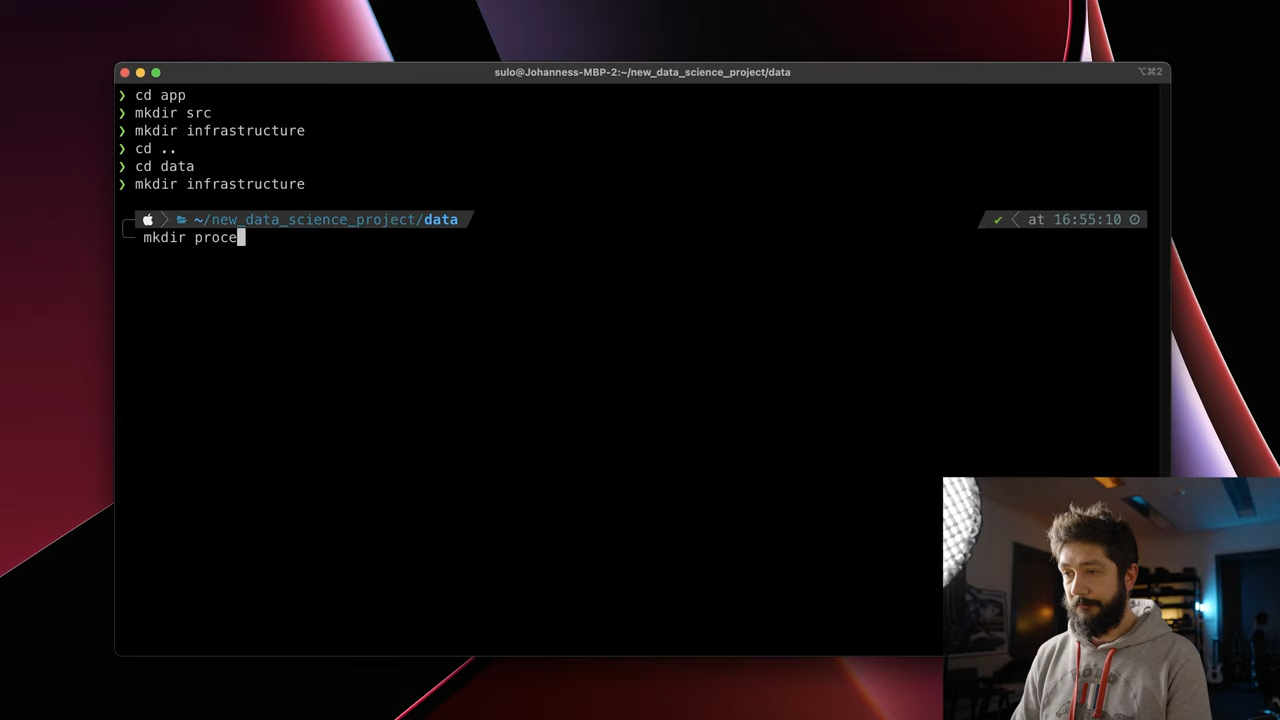 sulo@Johanness-MBP-2:~/new_data_science_project/data
⌥⌘2
❯ cd app
❯ mkdir src
❯ mkdir infrastructure
❯ cd ..
❯ cd data
❯ mkdir infrastructure
~/new_data_science_project/data ✔ at 16:55:10
mkdir proce